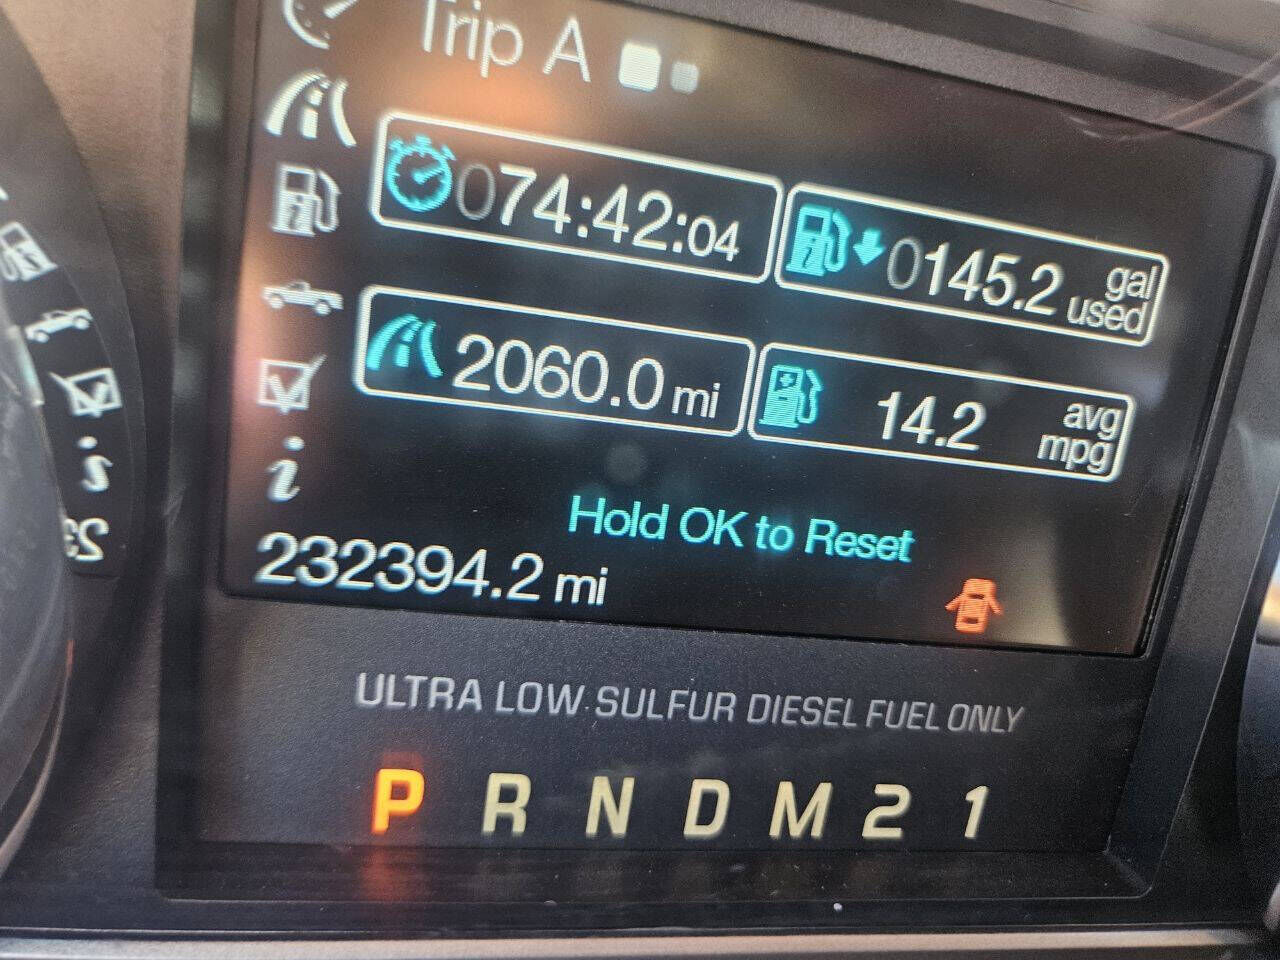 Trip A
074:42:04
0145.2 gal used
2060.0 mi
14.2 avg mpg
Hold OK to Reset
232394.2 mi
ULTRA LOW SULFUR DIESEL FUEL ONLY
P R N D M 2 1